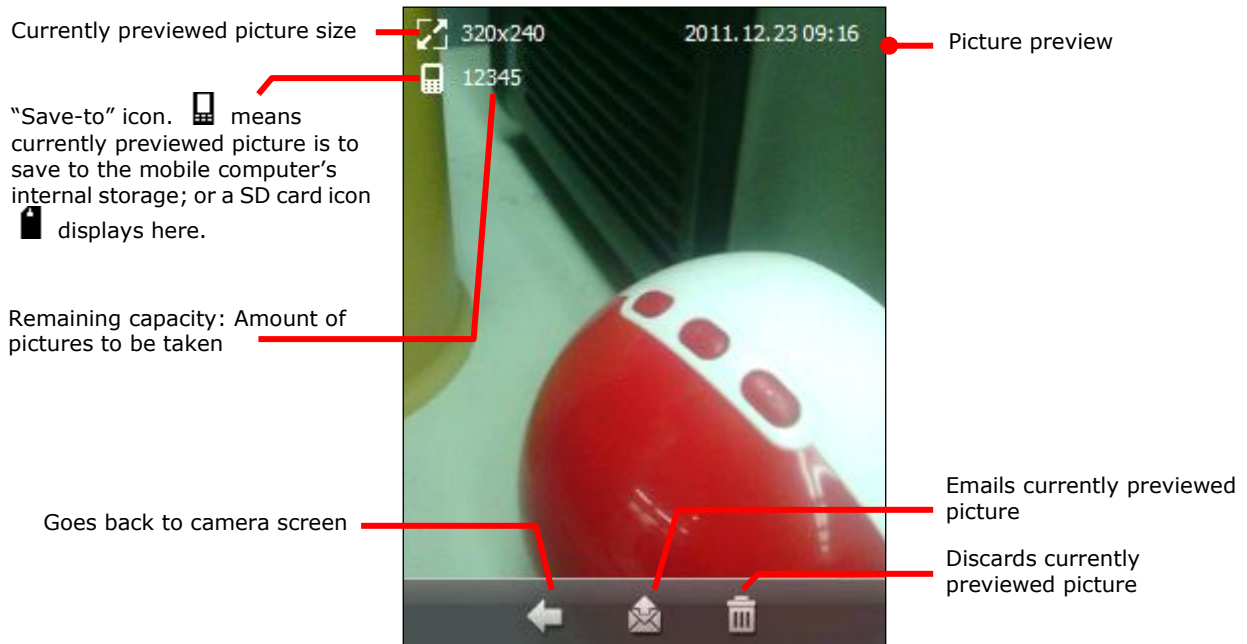 Currently previewed picture size
320x240
2011.12.23 09:16
Picture preview
12345
“Save-to” icon. means
currently previewed picture is to
save to the mobile computer’s
internal storage; or a SD card icon
displays here.
Remaining capacity: Amount of
pictures to be taken
Goes back to camera screen
Emails currently previewed
picture
Discards currently
previewed picture